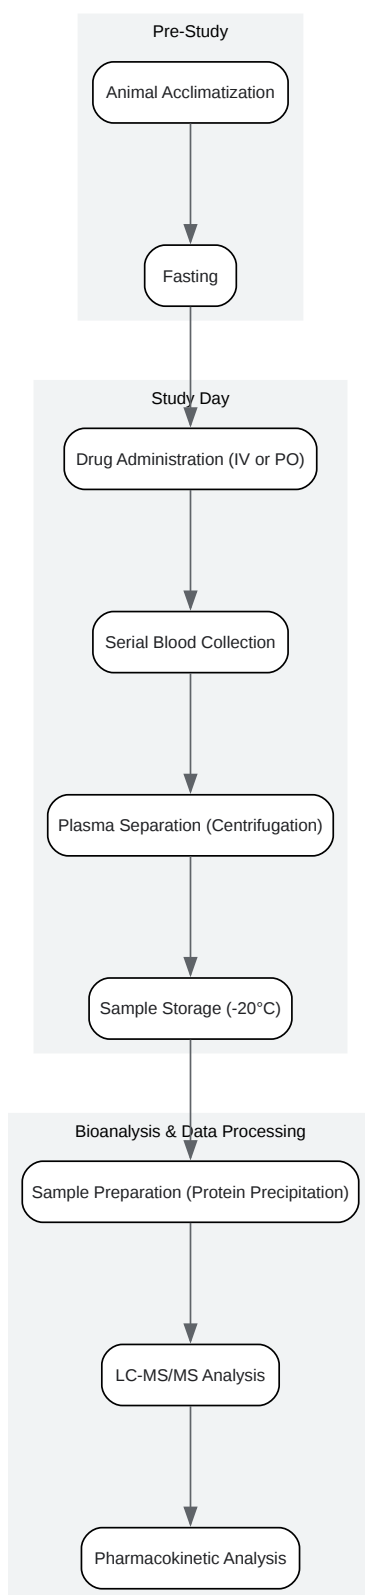 Pre-Study
Animal Acclimatization
Fasting
Study Day
Drug Administration (IV or PO)
Serial Blood Collection
Plasma Separation (Centrifugation)
Sample Storage (-20°C)
Bioanalysis & Data Processing
Sample Preparation (Protein Precipitation)
LC-MS/MS Analysis
Pharmacokinetic Analysis